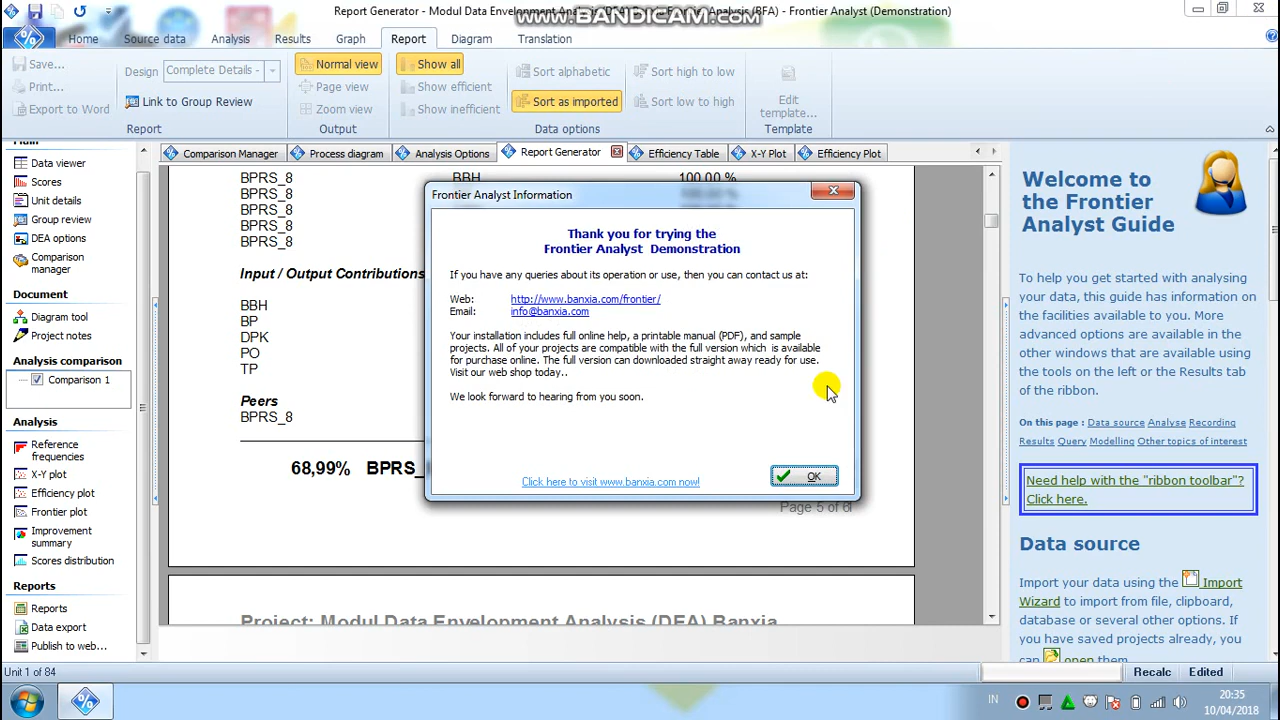 Report Generator - Modul Data Envelopment Analysis (DEA) Banxia Frontier Analysis (BFA) - Frontier Analyst (Demonstration)
www.BANDICAM.com
Home
Source data
Analysis
Results
Graph
Report
Diagram
Translation
Save...
Design
Complete Details -
Normal view
Show all
Sort alphabetic
Sort high to low
Print...
Page view
Show efficient
Edit
template...
Export to Word
Link to Group Review
Zoom view
Show inefficient
Sort as imported
Sort low to high
Report
Output
Data options
Template
Comparison Manager
Process diagram
Analysis Options
Report Generator
Efficiency Table
X-Y Plot
Efficiency Plot
Main
Data viewer
Scores
Unit details
Group review
DEA options
Comparison
manager
Document
Diagram tool
Project notes
Analysis comparison
Comparison 1
Analysis
Reference
frequencies
X-Y plot
Efficiency plot
Frontier plot
Improvement
summary
Scores distribution
Reports
Reports
Data export
Publish to web...
BPRS_8 BBH 100.00 %
BPRS_8
BPRS_8
BPRS_8
BPRS_8
Input / Output Contributions
BBH
BP
DPK
PO
TP
Peers
BPRS_8
68,99% BPRS_
Page 5 of 6
Project: Modul Data Envelopment Analysis (DEA) Banxia
Frontier Analyst Information
Thank you for trying the
Frontier Analyst Demonstration
If you have any queries about its operation or use, then you can contact us at:
Web: http://www.banxia.com/frontier/
Email: info@banxia.com
Your installation includes full online help, a printable manual (PDF), and sample
projects. All of your projects are compatible with the full version which is available
for purchase online. The full version can downloaded straight away ready for use.
Visit our web shop today..
We look forward to hearing from you soon.
Click here to visit www.banxia.com now!
OK
Welcome to
the Frontier
Analyst Guide
To help you get started with analysing
your data, this guide has information on
the facilities available to you. More
advanced options are available in the
other windows that are available using
the tools on the left or the Results tab
of the ribbon.
On this page : Data source Analyse Recording
Results Query Modelling Other topics of interest
Need help with the "ribbon toolbar"?
Click here.
Data source
Import your data using the Import
Wizard to import from file, clipboard,
database or several other options. If
you have saved projects already, you
can open them.
Unit 1 of 84
Recalc
Edited
IN
20:35
10/04/2018